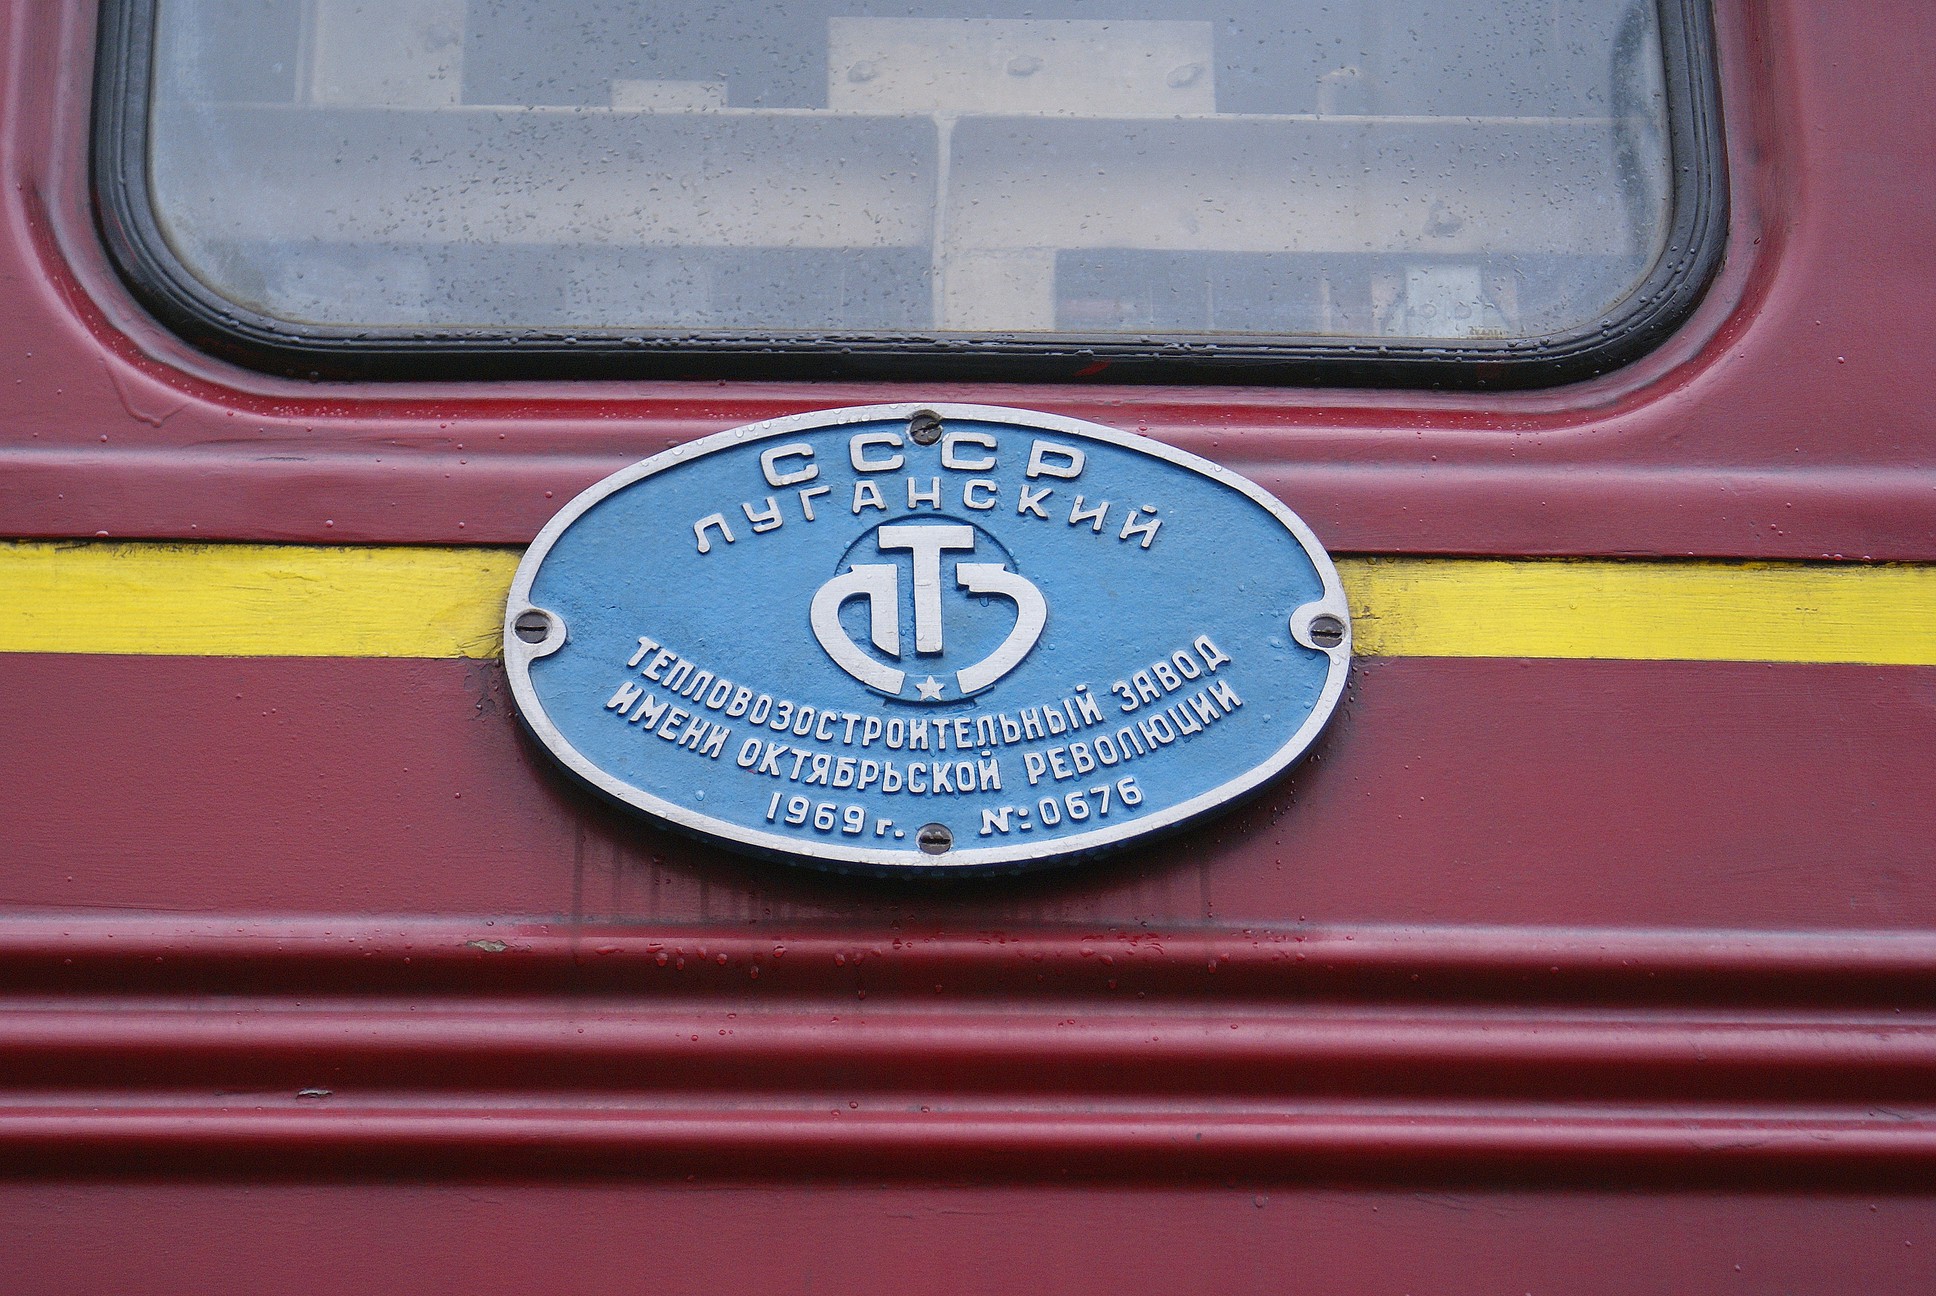 СССР
ЛУГАНСКИЙ
ЛТЗ
ТЕПЛОВОЗОСТРОИТЕЛЬНЫЙ ЗАВОД
ИМЕНИ ОКТЯБРЬСКОЙ РЕВОЛЮЦИИ
1969 г. №: 0676